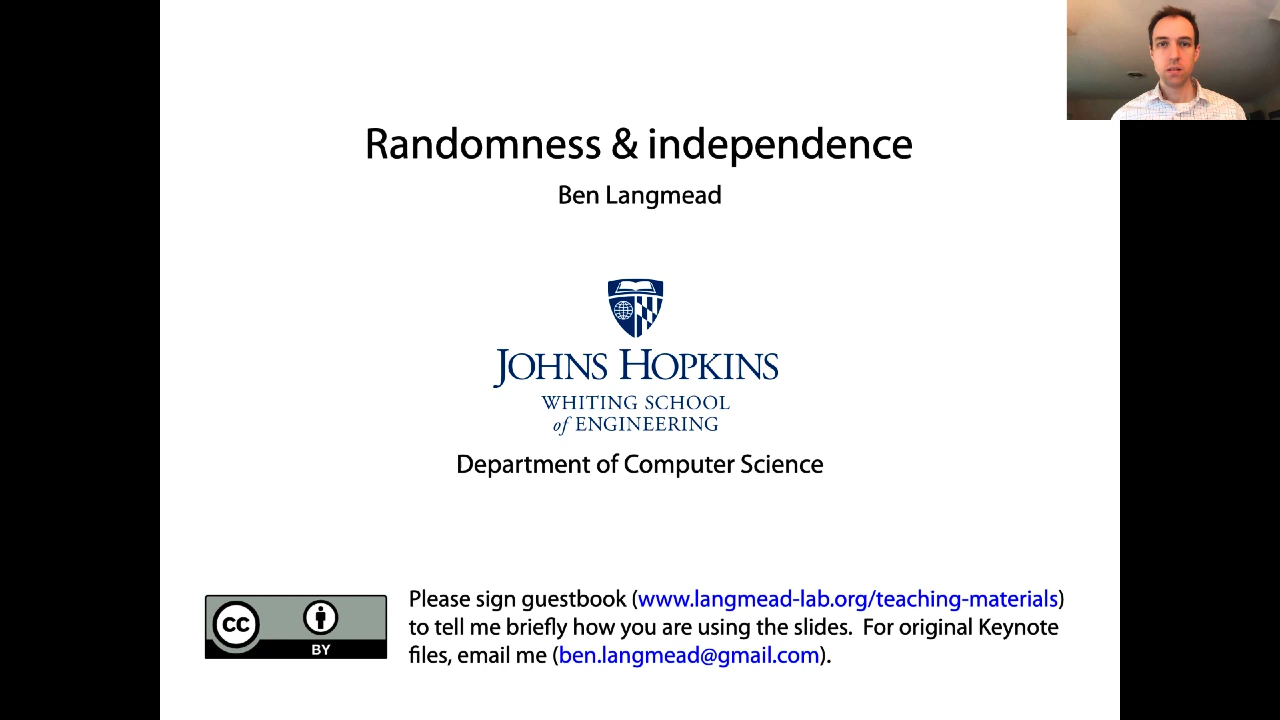 Randomness & independence
Ben Langmead
JOHNS HOPKINS
WHITING SCHOOL
of ENGINEERING
Department of Computer Science
Please sign guestbook (www.langmead-lab.org/teaching-materials)
to tell me briefly how you are using the slides. For original Keynote
files, email me (ben.langmead@gmail.com).
cc
BY